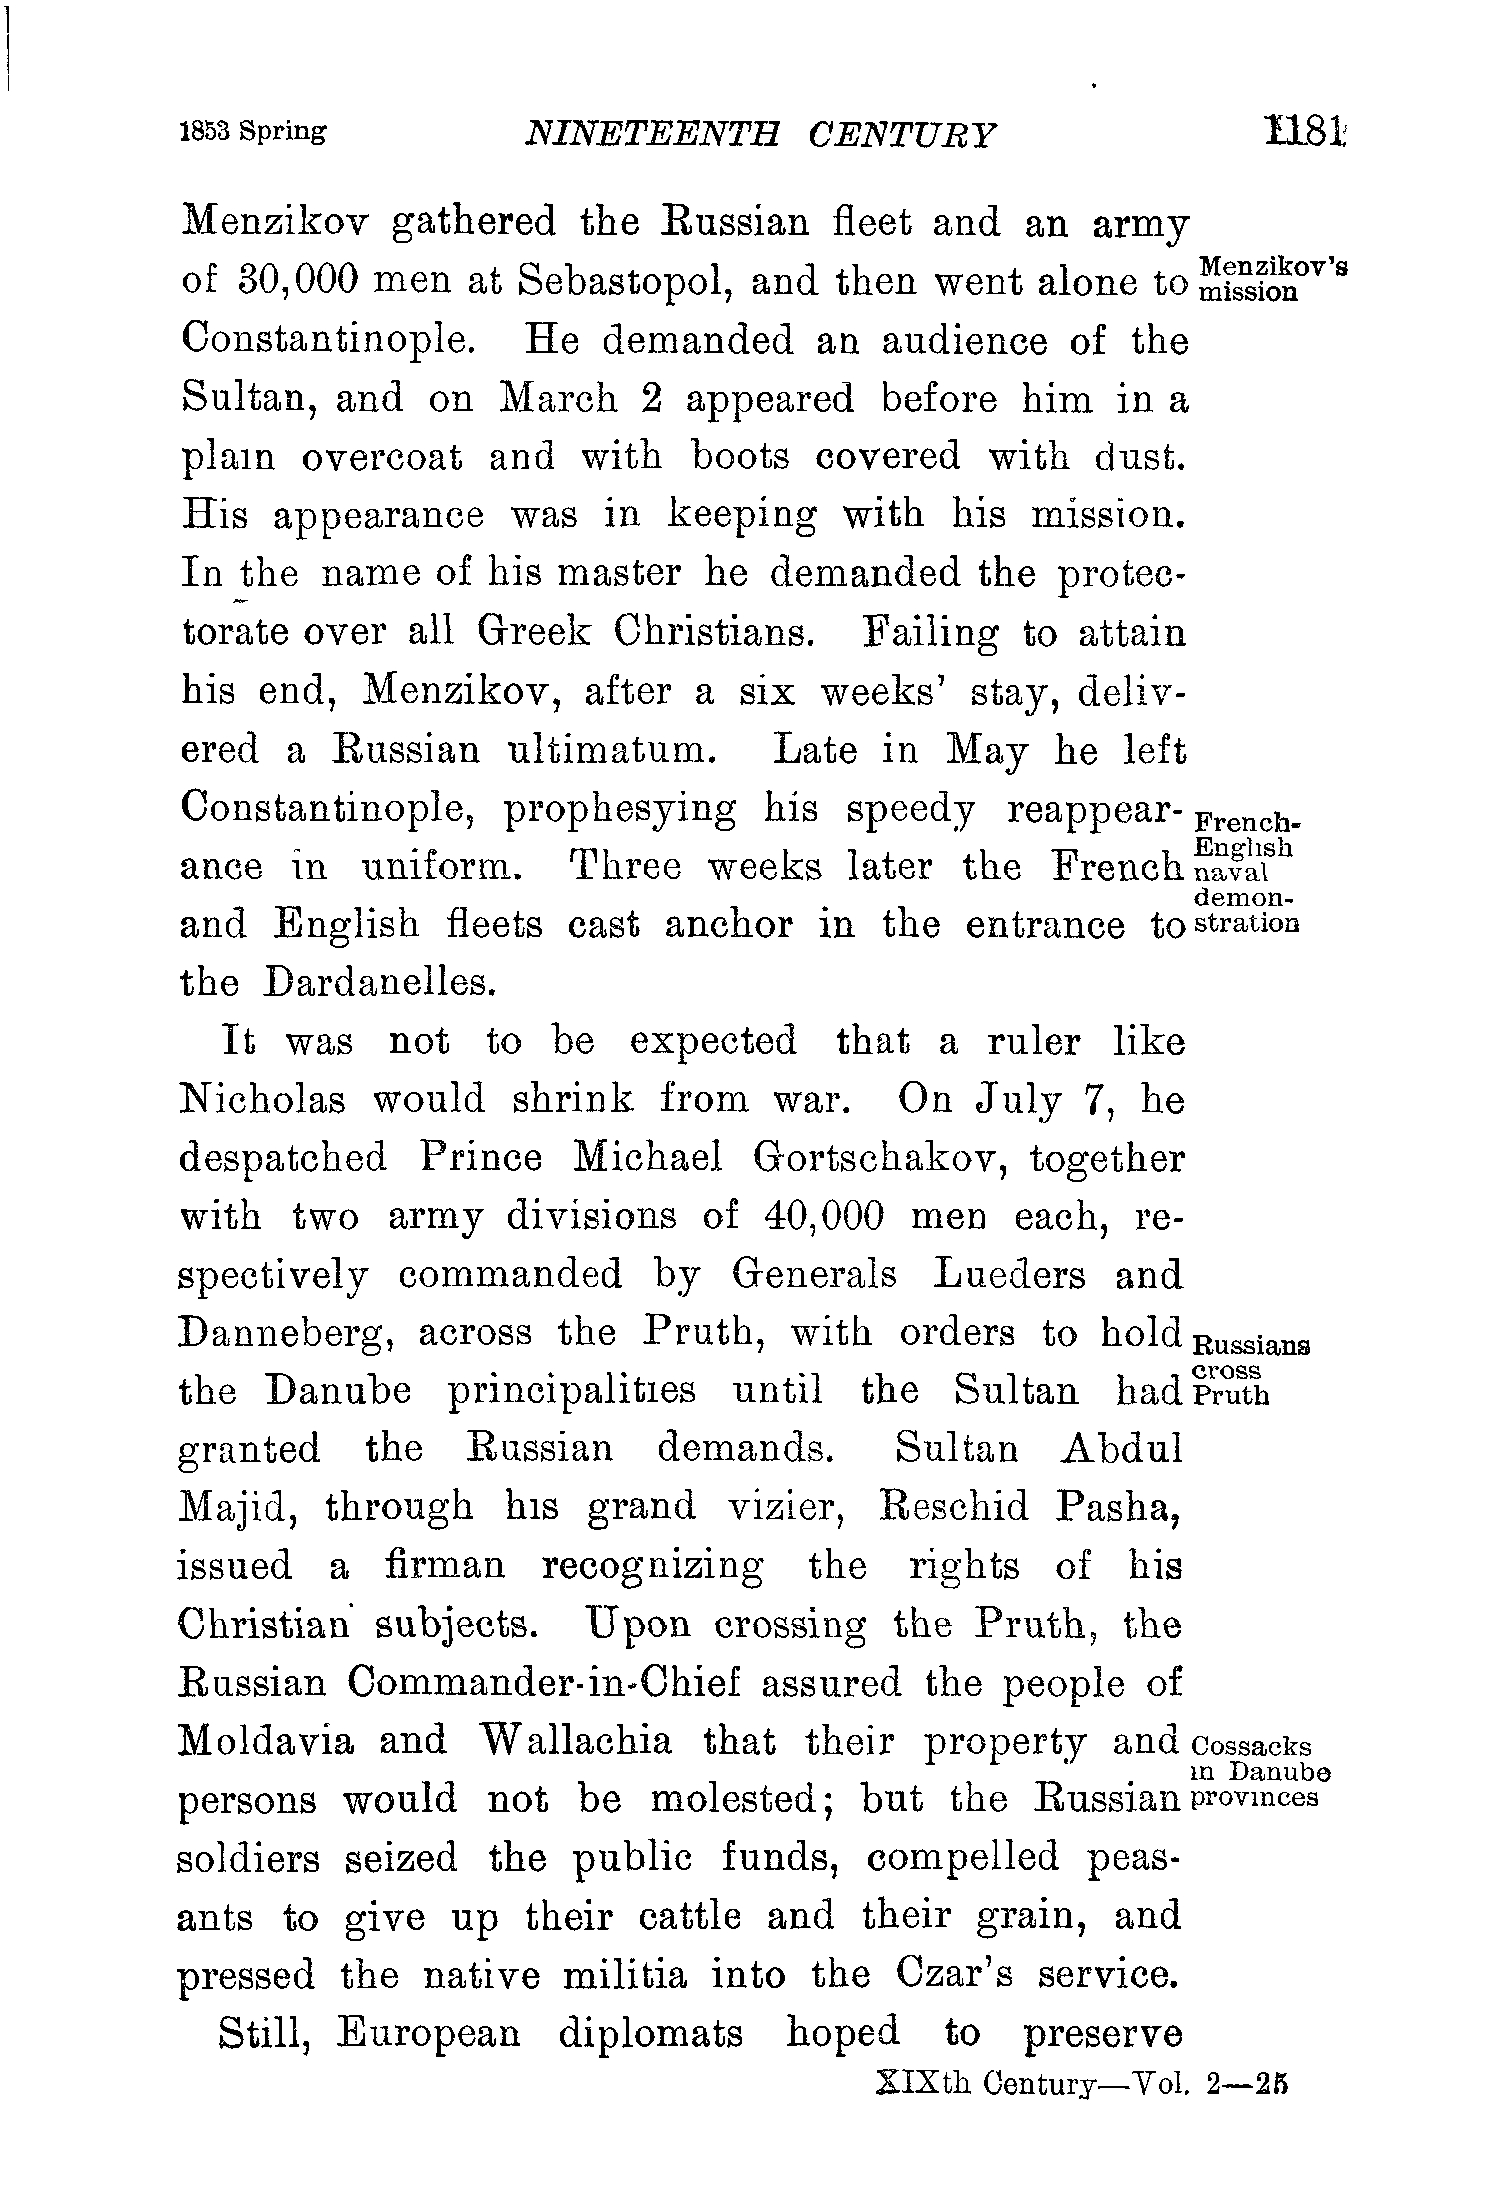 1853 Spring NINETEENTH CENTURY 1181
Menzikov gathered the Russian fleet and an army
of 30,000 men at Sebastopol, and then went alone to
Menzikov's
mission
Constantinople. He demanded an audience of the
Sultan, and on March 2 appeared before him in a
plain overcoat and with boots covered with dust.
His appearance was in keeping with his mission.
In the name of his master he demanded the protec-
torate over all Greek Christians. Failing to attain
his end, Menzikov, after a six weeks' stay, deliv-
ered a Russian ultimatum. Late in May he left
Constantinople, prophesying his speedy reappear-
ance in uniform. Three weeks later the French
and English fleets cast anchor in the entrance to
French-
English
naval
demon-
stration
the Dardanelles.
It was not to be expected that a ruler like
Nicholas would shrink from war. On July 7, he
despatched Prince Michael Gortschakov, together
with two army divisions of 40,000 men each, re-
spectively commanded by Generals Lueders and
Danneberg, across the Pruth, with orders to hold
the Danube principalities until the Sultan had
Russians
cross
Pruth
granted the Russian demands. Sultan Abdul
Majid, through his grand vizier, Reschid Pasha,
issued a firman recognizing the rights of his
Christian subjects. Upon crossing the Pruth, the
Russian Commander-in-Chief assured the people of
Moldavia and Wallachia that their property and
persons would not be molested; but the Russian
Cossacks
in Danube
provinces
soldiers seized the public funds, compelled peas-
ants to give up their cattle and their grain, and
pressed the native militia into the Czar's service.
Still, European diplomats hoped to preserve
XIXth Century—Vol. 2—25